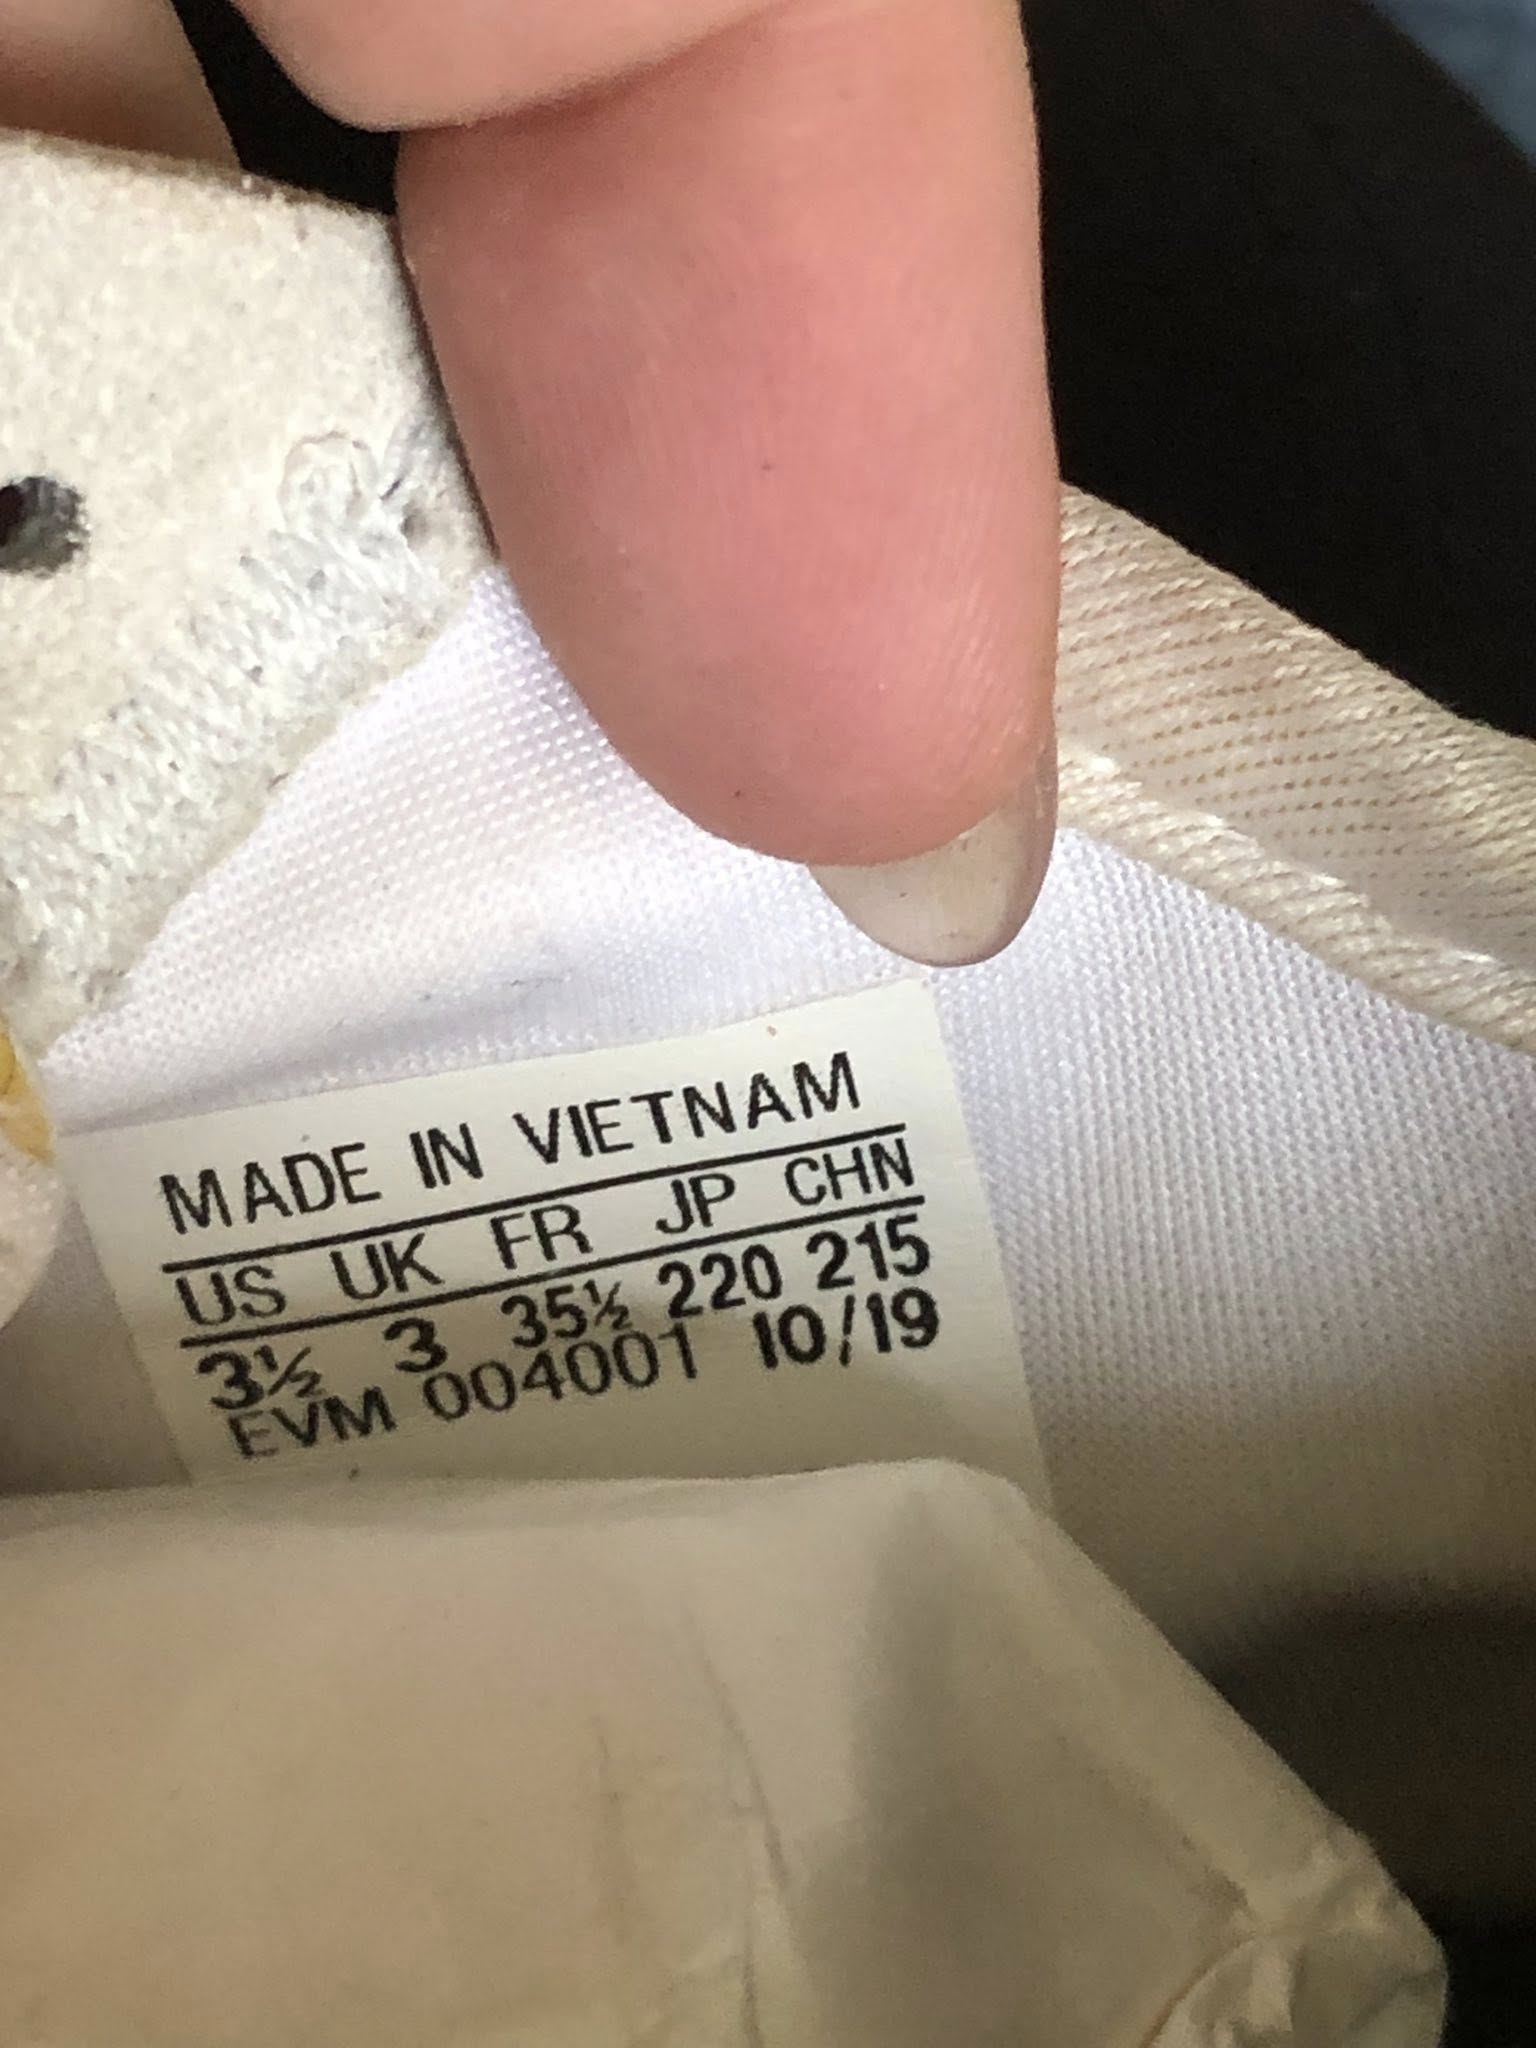 MADE IN VIETNAM
US UK FR JP CHN
3½ 3 35½ 220 215
EVM 004001 10/19